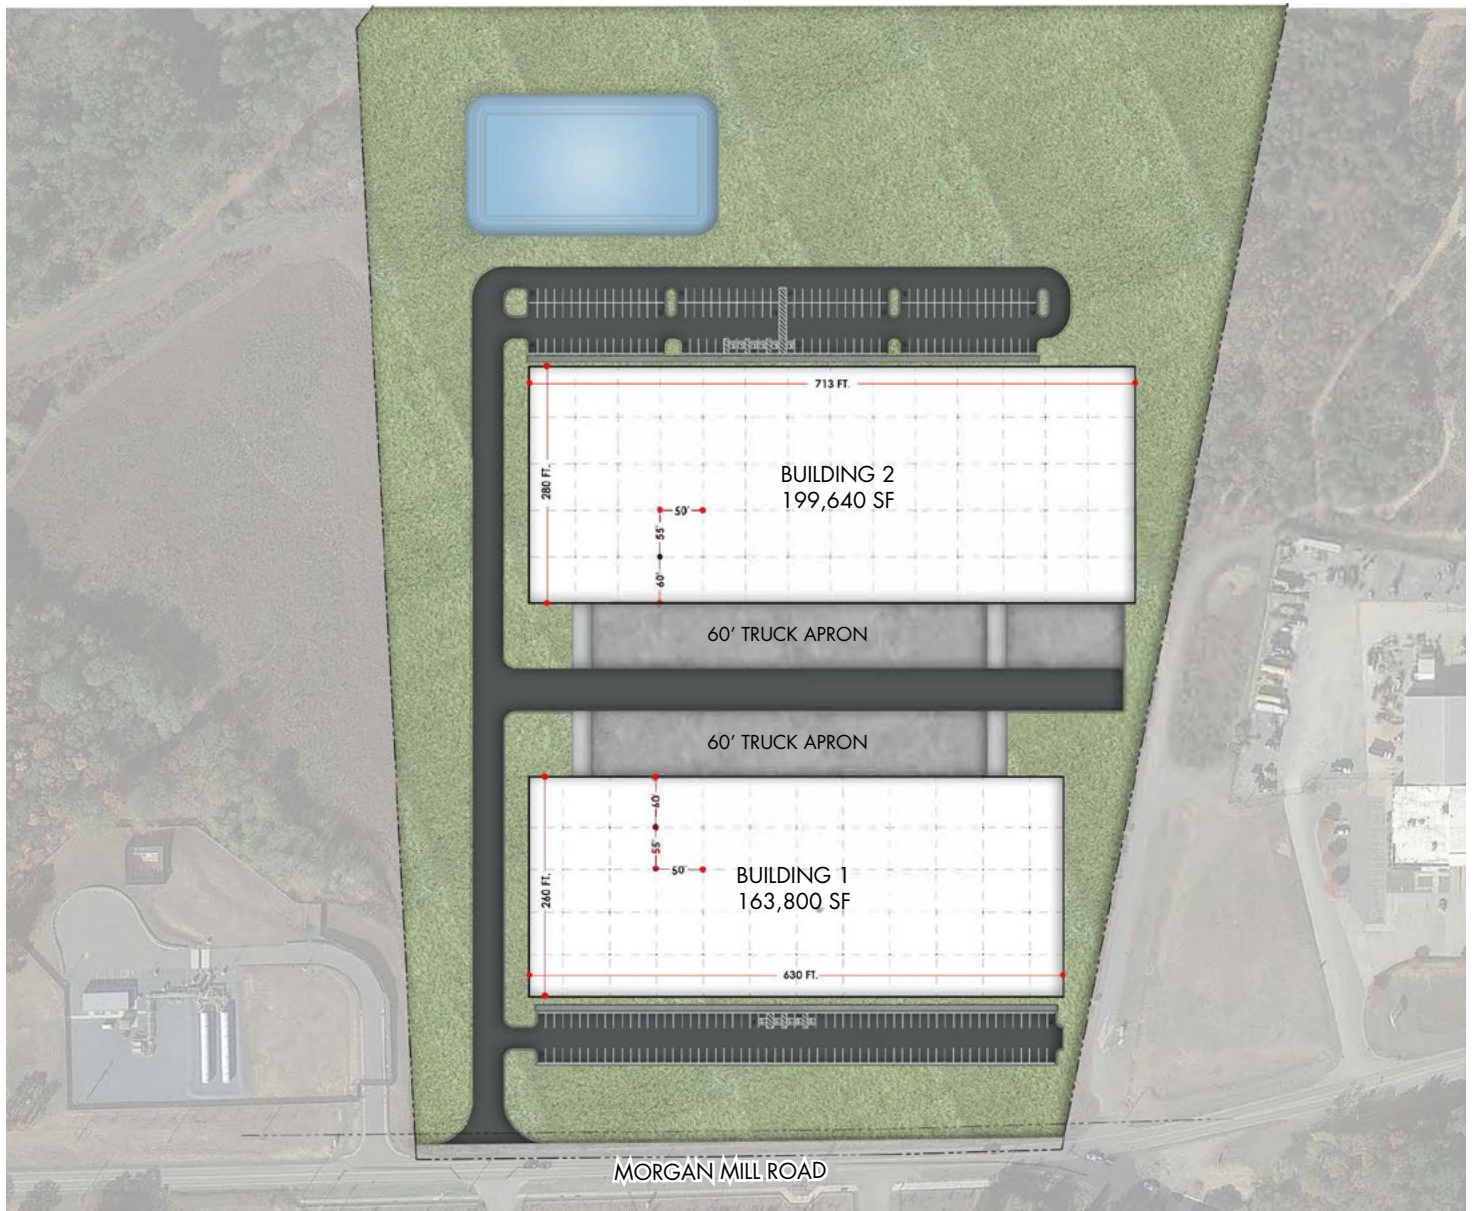 713 FT.
280 FT.
BUILDING 2
199,640 SF
50'
55'
60'
60’ TRUCK APRON
60’ TRUCK APRON
60'
55'
50'
BUILDING 1
163,800 SF
260 FT.
630 FT.
MORGAN MILL ROAD